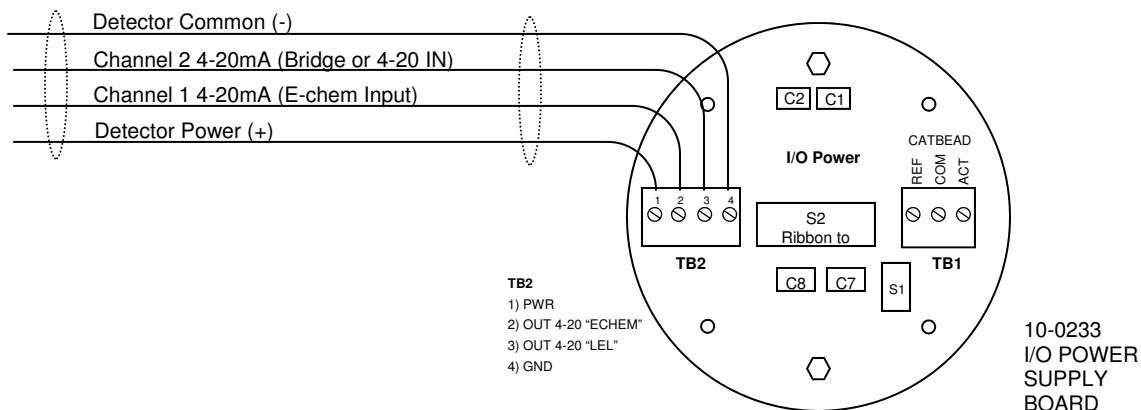 Detector Common (-)
Channel 2 4-20mA (Bridge or 4-20 IN)
Channel 1 4-20mA (E-chem Input)
Detector Power (+)
C2
C1
I/O Power
CATBEAD
REF
COM
ACT
1
2
3
4
S2
Ribbon to
TB2
TB1
C8
C7
S1
TB2
1) PWR
2) OUT 4-20 “ECHEM”
3) OUT 4-20 “LEL”
4) GND
10-0233
I/O POWER
SUPPLY
BOARD